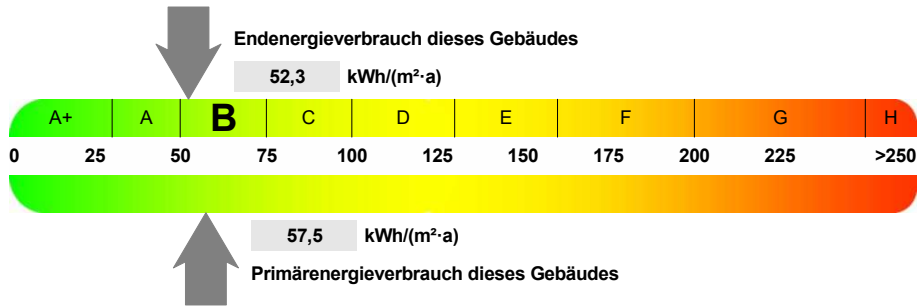 Endenergieverbrauch dieses Gebäudes
52,3 kWh/(m²·a)
A+ A B C D E F G H
0 25 50 75 100 125 150 175 200 225 >250
57,5 kWh/(m²·a)
Primärenergieverbrauch dieses Gebäudes